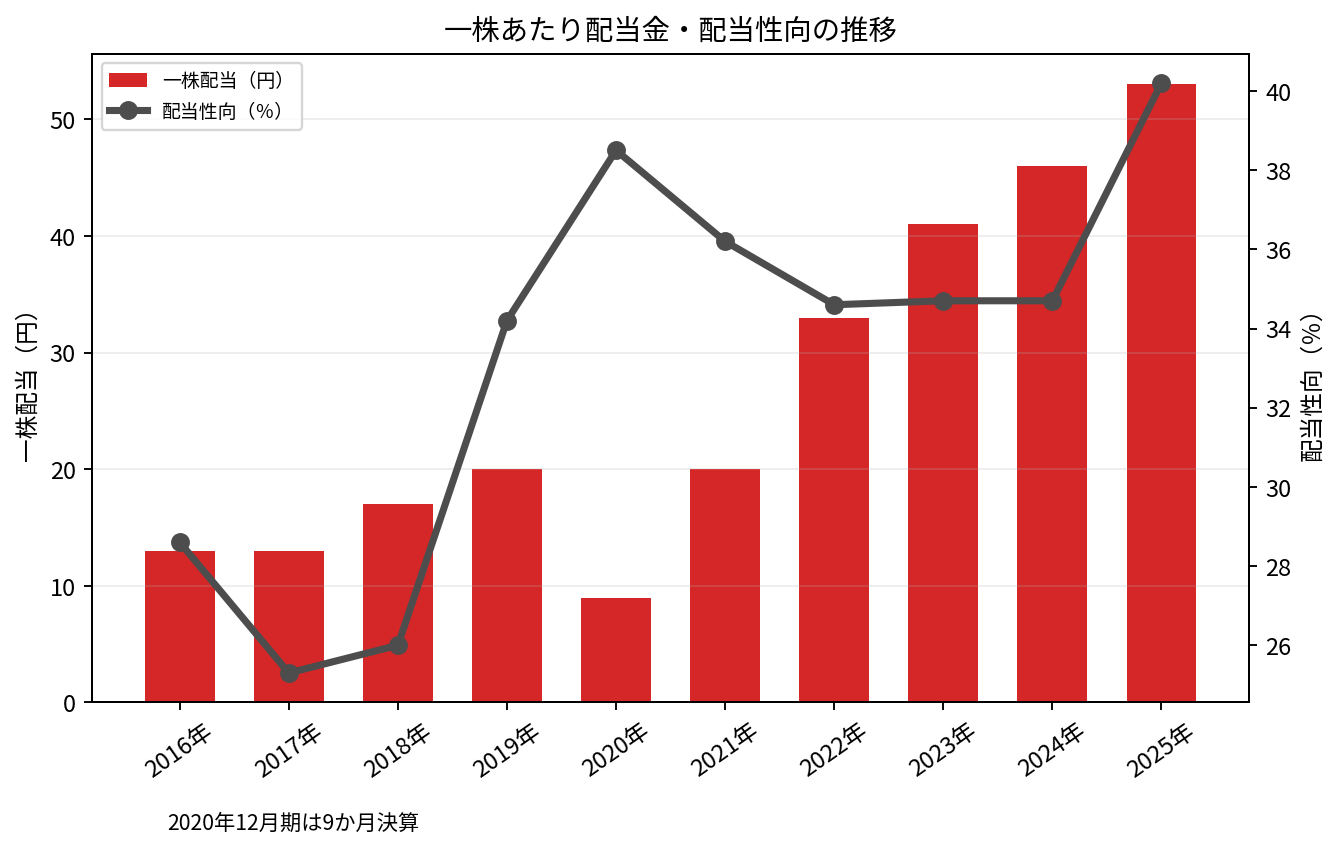 一株あたり配当金・配当性向の推移
一株配当（円）
配当性向（%）
50
40
30
20
10
0
一株配当（円）
40
38
36
34
32
30
28
26
配当性向（%）
2016年
2017年
2018年
2019年
2020年
2021年
2022年
2023年
2024年
2025年
2020年12月期は9か月決算